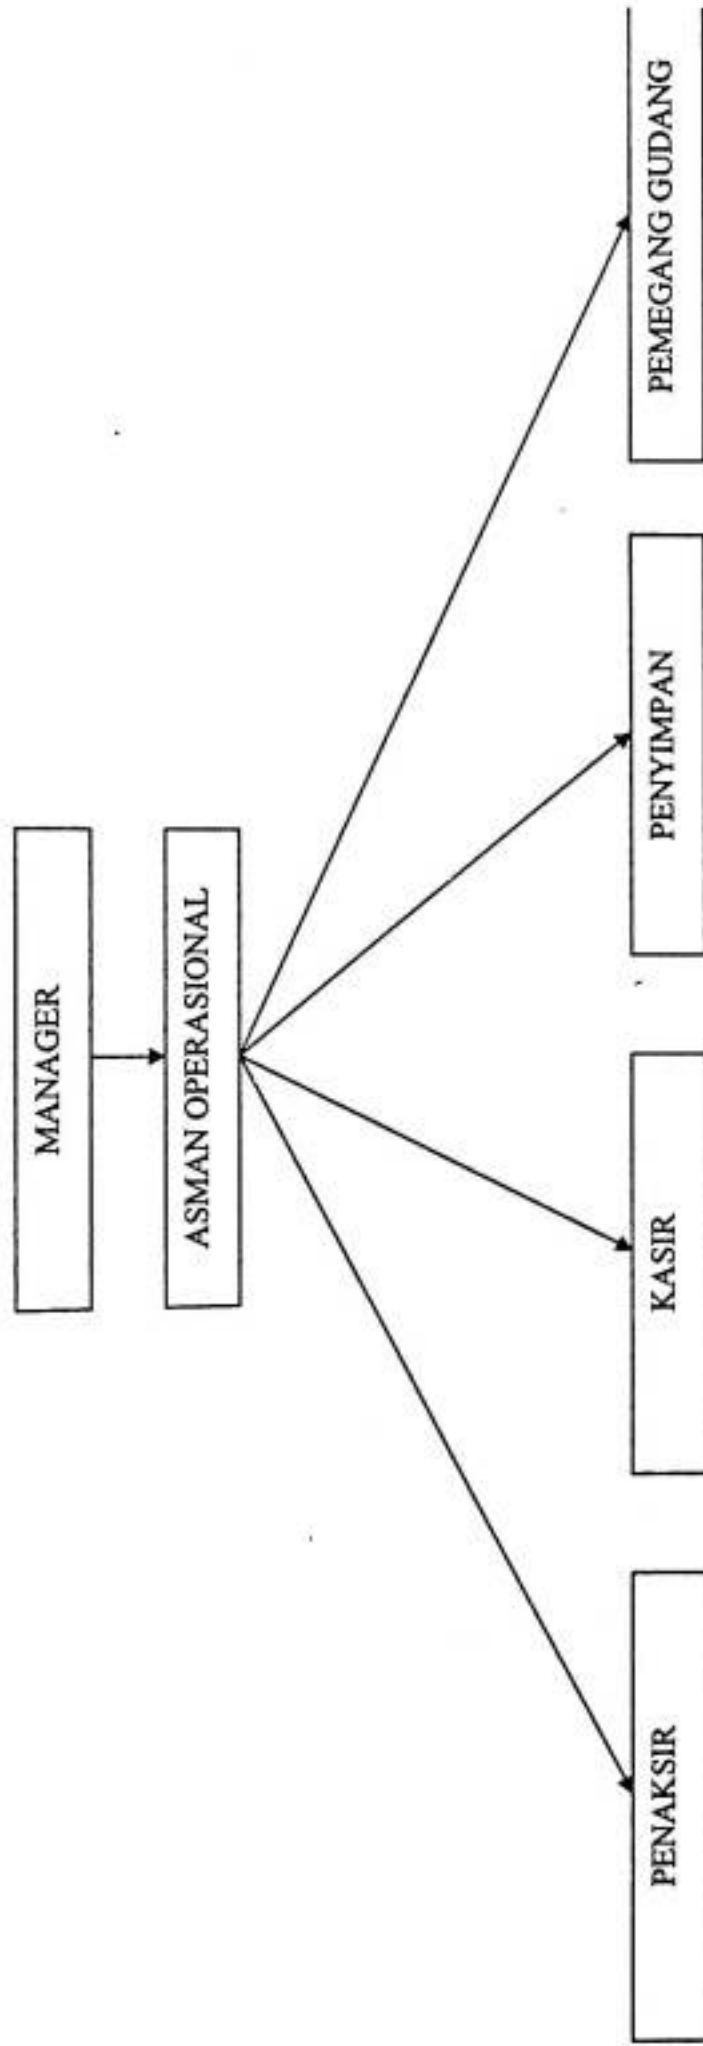 MANAGER
ASMAN OPERASIONAL
PENAKSIR
KASIR
PENYIMPAN
PEMEGANG GUDANG